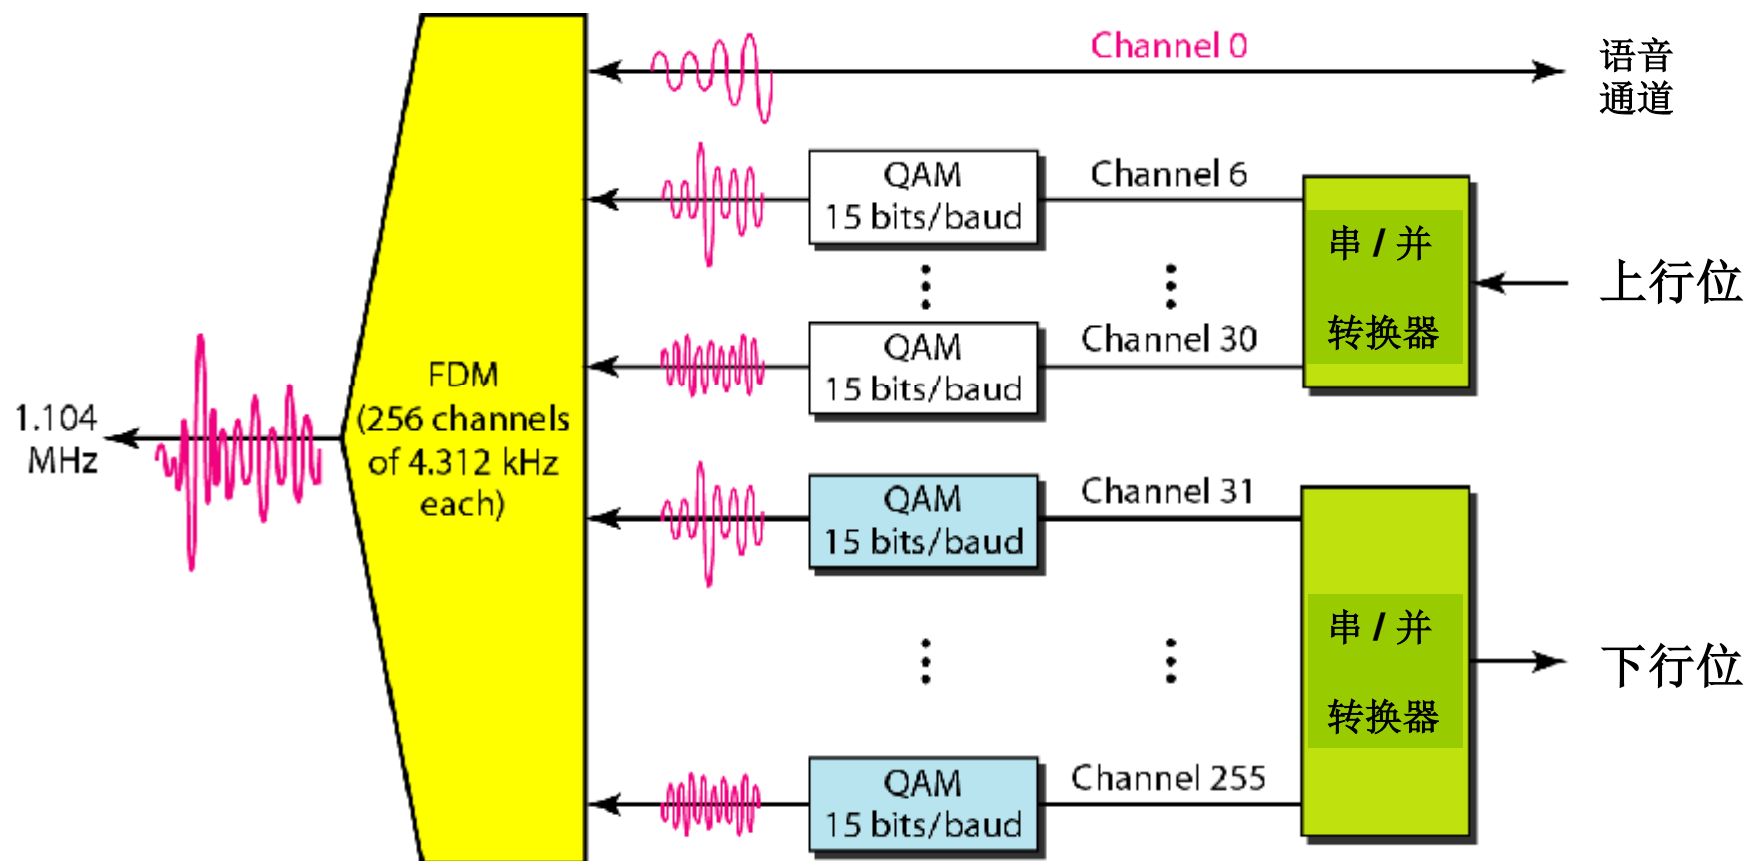 Channel 0
语音
通道
QAM
15 bits/baud
Channel 6
串 / 并
转换器
上行位
QAM
15 bits/baud
Channel 30
1.104
MHz
FDM
(256 channels
of 4.312 kHz
each)
QAM
15 bits/baud
Channel 31
串 / 并
转换器
下行位
QAM
15 bits/baud
Channel 255